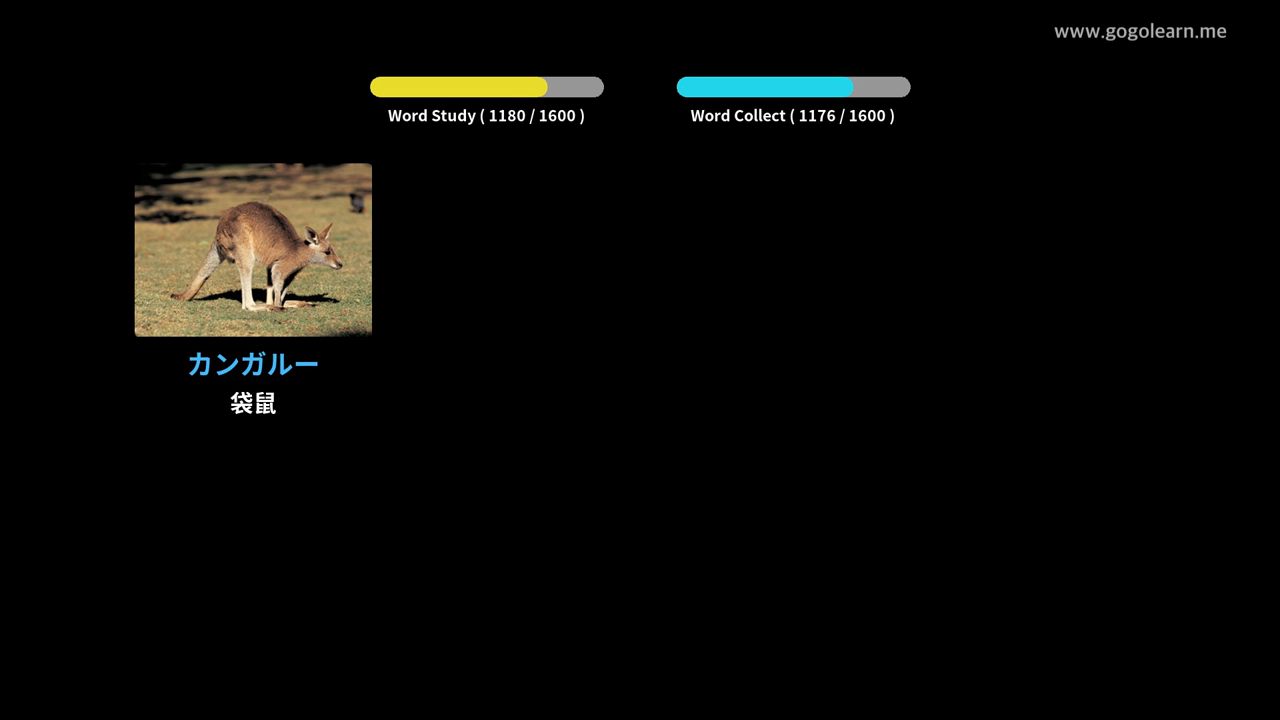 www.gogolearn.me
Word Study ( 1180 / 1600 )
Word Collect ( 1176 / 1600 )
カンガルー
袋鼠